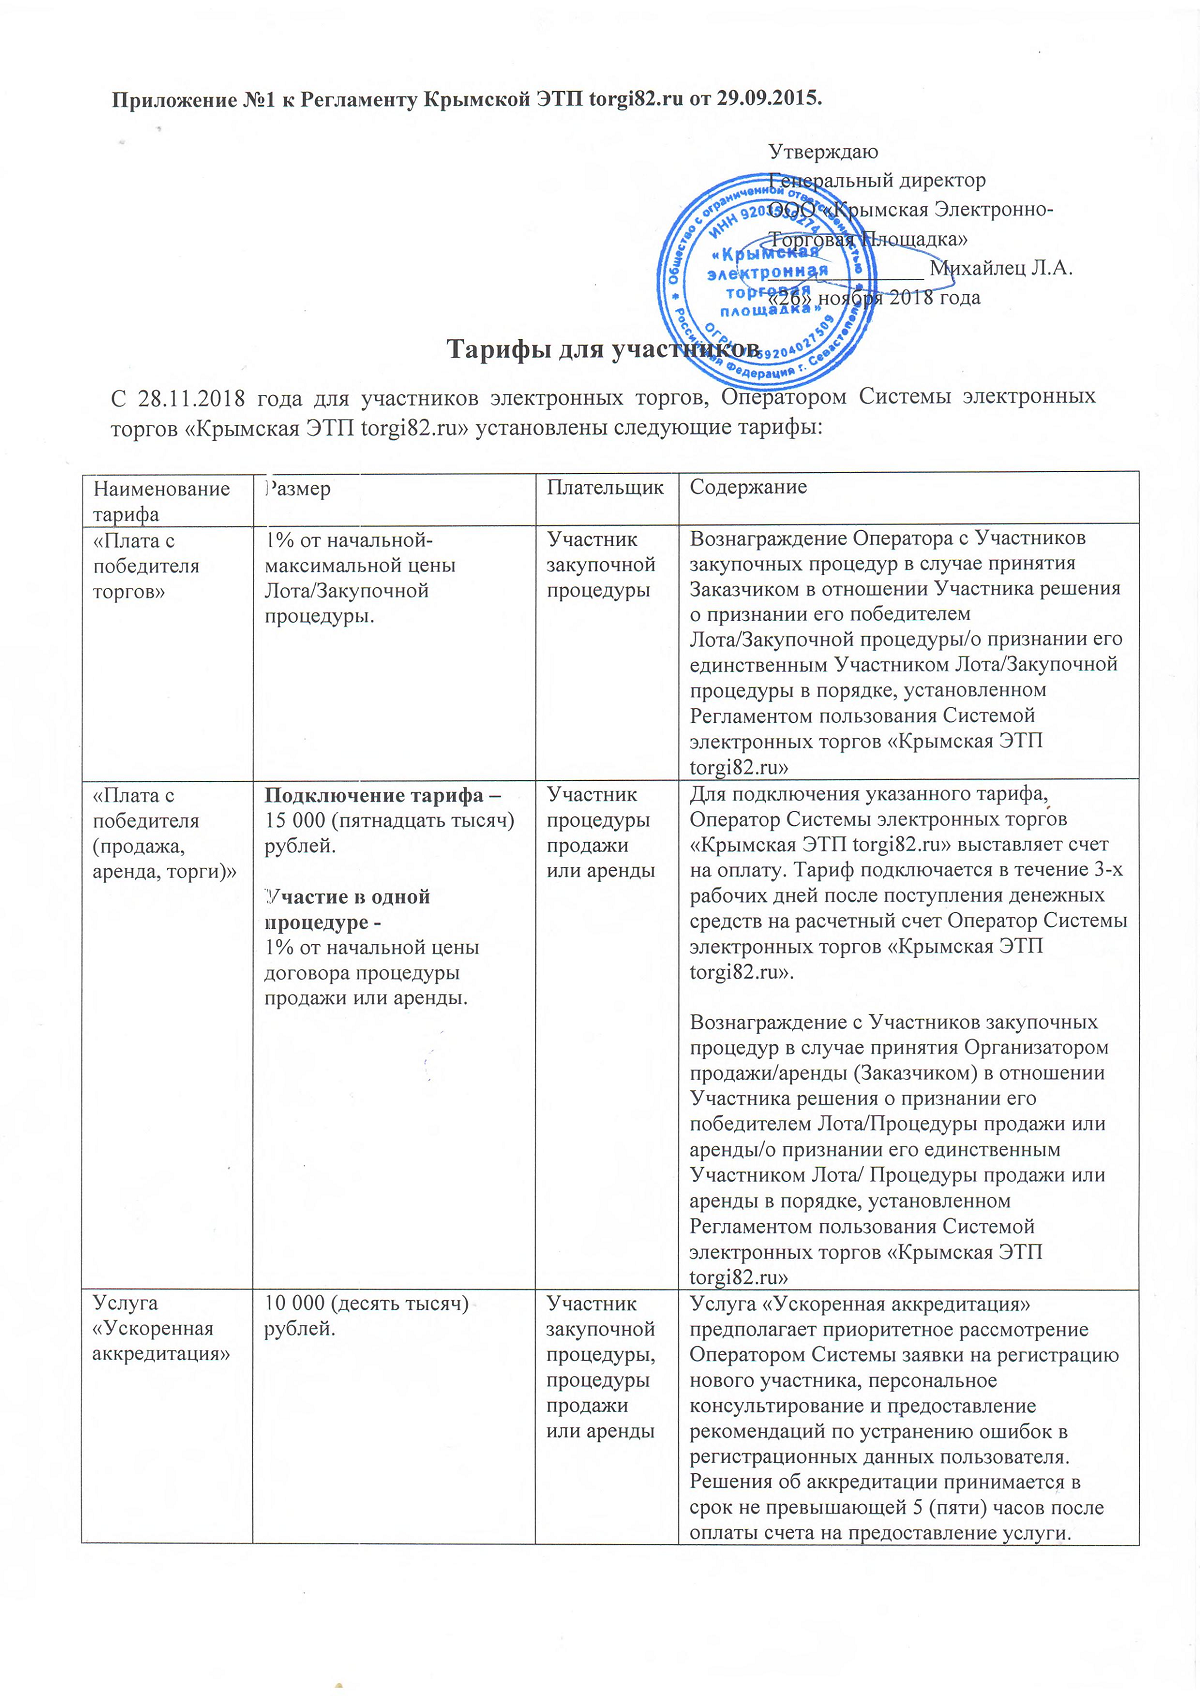 Приложение №1 к Регламенту Крымской ЭТП torgi82.ru от 29.09.2015.
Утверждаю
Генеральный директор
ООО «Крымская Электронно-
Торговая Площадка»
______________ Михайлец Л.А.
«26» ноября 2018 года
Общество с ограниченной ответственностью
ИНН 9203539274
«Крымская
электронная
торговая
площадка»
Российская Федерация г. Севастополь
Тарифы для участников
С 28.11.2018 года для участников электронных торгов, Оператором Системы электронных
торгов «Крымская ЭТП torgi82.ru» установлены следующие тарифы:
Наименование
тарифа
Размер
Плательщик
Содержание
«Плата с
победителя
торгов»
1% от начальной-
максимальной цены
Лота/Закупочной
процедуры.
Участник
закупочной
процедуры
Вознаграждение Оператора с Участников
закупочных процедур в случае принятия
Заказчиком в отношении Участника решения
о признании его победителем
Лота/Закупочной процедуры/о признании его
единственным Участником Лота/Закупочной
процедуры в порядке, установленном
Регламентом пользования Системой
электронных торгов «Крымская ЭТП
torgi82.ru»
«Плата с
победителя
(продажа,
аренда, торги)»
Подключение тарифа –
15 000 (пятнадцать тысяч)
рублей.
Участие в одной
процедуре -
1% от начальной цены
договора процедуры
продажи или аренды.
Участник
процедуры
продажи
или аренды
Для подключения указанного тарифа,
Оператор Системы электронных торгов
«Крымская ЭТП torgi82.ru» выставляет счет
на оплату. Тариф подключается в течение 3-х
рабочих дней после поступления денежных
средств на расчетный счет Оператор Системы
электронных торгов «Крымская ЭТП
torgi82.ru».
Вознаграждение с Участников закупочных
процедур в случае принятия Организатором
продажи/аренды (Заказчиком) в отношении
Участника решения о признании его
победителем Лота/Процедуры продажи или
аренды/о признании его единственным
Участником Лота/ Процедуры продажи или
аренды в порядке, установленном
Регламентом пользования Системой
электронных торгов «Крымская ЭТП
torgi82.ru»
Услуга
«Ускоренная
аккредитация»
10 000 (десять тысяч)
рублей.
Участник
закупочной
процедуры,
процедуры
продажи
или аренды
Услуга «Ускоренная аккредитация»
предполагает приоритетное рассмотрение
Оператором Системы заявки на регистрацию
нового участника, персональное
консультирование и предоставление
рекомендаций по устранению ошибок в
регистрационных данных пользователя.
Решения об аккредитации принимается в
срок не превышающей 5 (пяти) часов после
оплаты счета на предоставление услуги.